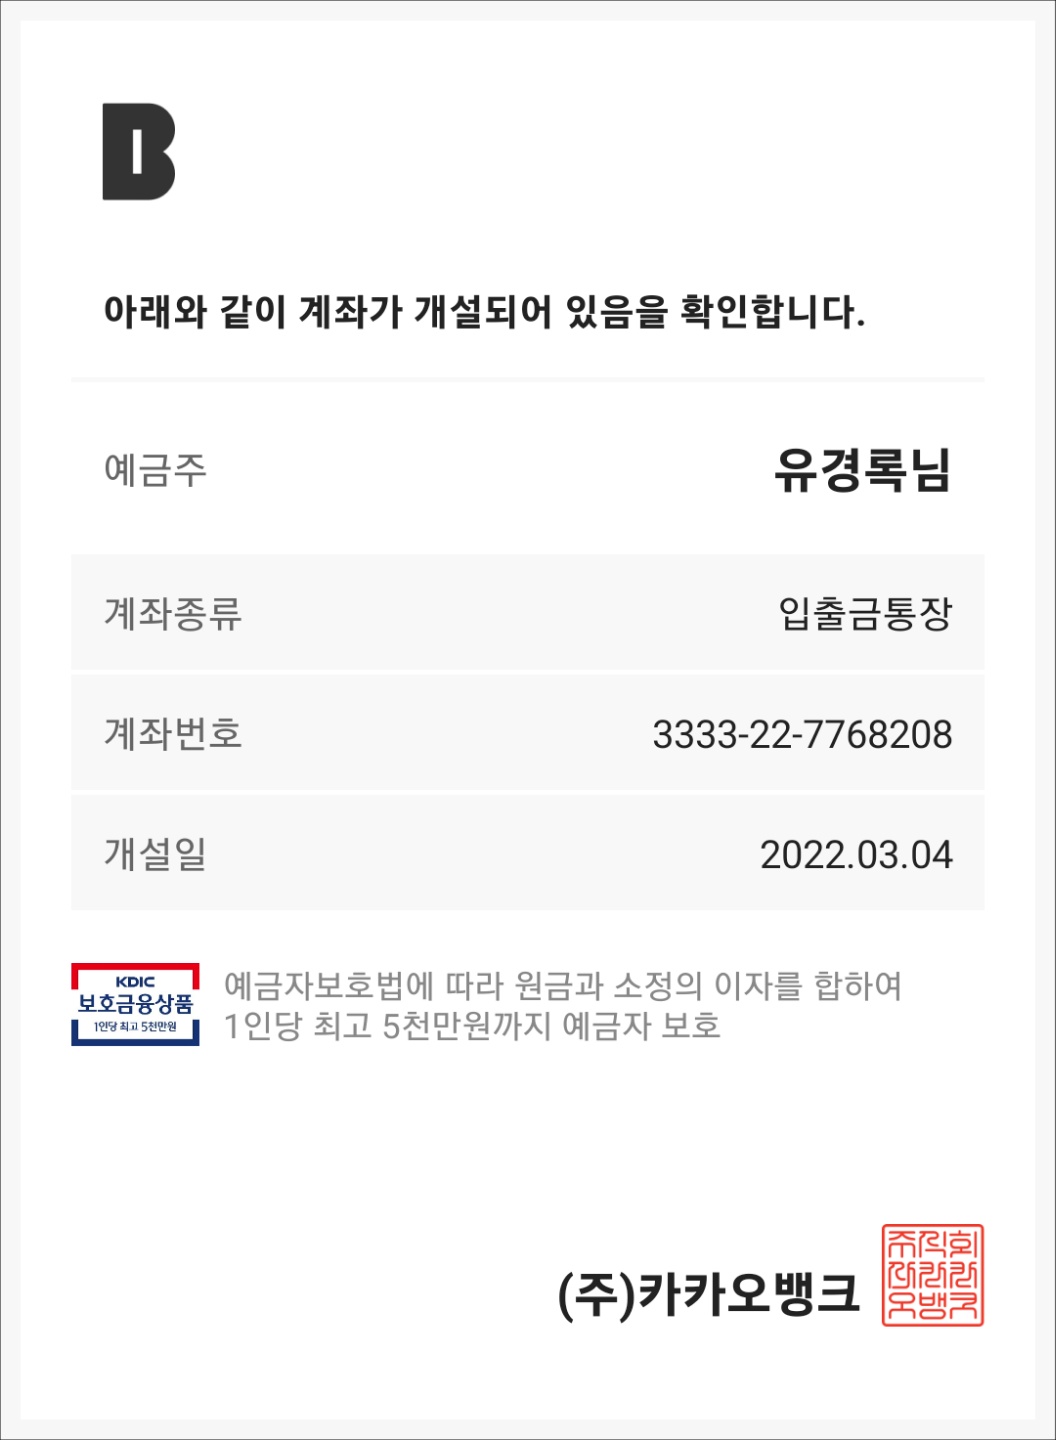 B
아래와 같이 계좌가 개설되어 있음을 확인합니다.
예금주 유경록님
계좌종류 입출금통장
계좌번호 3333-22-7768208
개설일 2022.03.04
KDIC
보호금융상품
1인당 최고 5천만원
예금자보호법에 따라 원금과 소정의 이자를 합하여
1인당 최고 5천만원까지 예금자 보호
(주)카카오뱅크
주식회
사카카
오뱅크